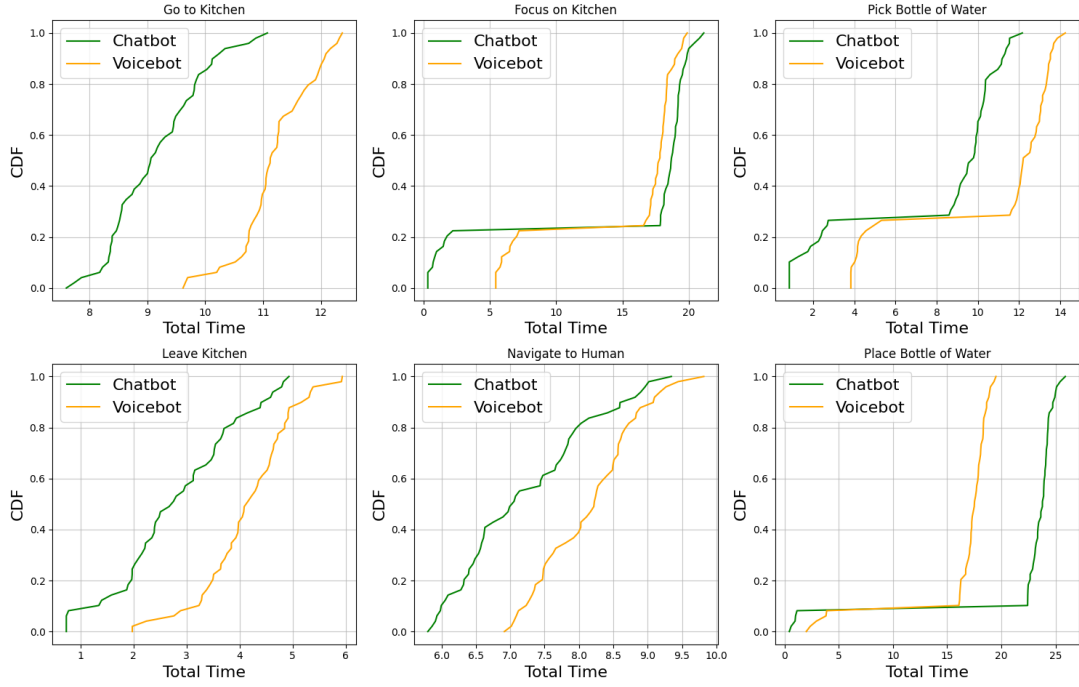 Go to Kitchen
CDF
1.0
0.8
0.6
0.4
0.2
0.0
Chatbot
Voicebot
8 9 10 11 12
Total Time
Focus on Kitchen
CDF
1.0
0.8
0.6
0.4
0.2
0.0
Chatbot
Voicebot
0 5 10 15 20
Total Time
Pick Bottle of Water
CDF
1.0
0.8
0.6
0.4
0.2
0.0
Chatbot
Voicebot
2 4 6 8 10 12 14
Total Time
Leave Kitchen
CDF
1.0
0.8
0.6
0.4
0.2
0.0
Chatbot
Voicebot
1 2 3 4 5 6
Total Time
Navigate to Human
CDF
1.0
0.8
0.6
0.4
0.2
0.0
Chatbot
Voicebot
6.0 6.5 7.0 7.5 8.0 8.5 9.0 9.5 10.0
Total Time
Place Bottle of Water
CDF
1.0
0.8
0.6
0.4
0.2
0.0
Chatbot
Voicebot
0 5 10 15 20 25
Total Time